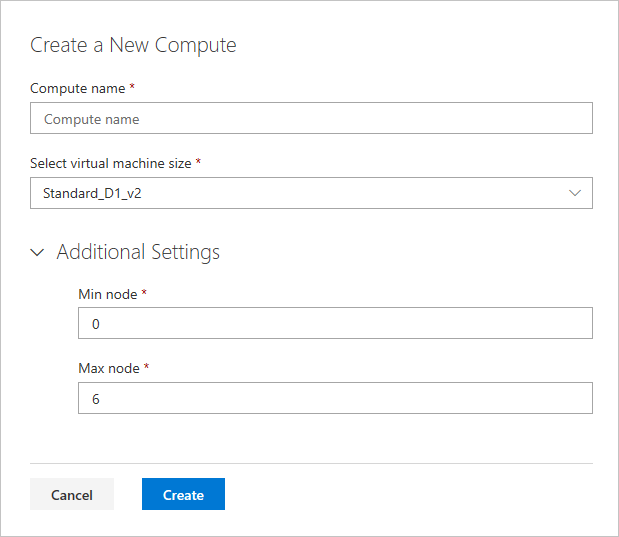 Create a New Compute
Compute name *
Compute name
Select virtual machine size *
Standard_D1_v2
Additional Settings
Min node *
0
Max node *
6
Cancel
Create